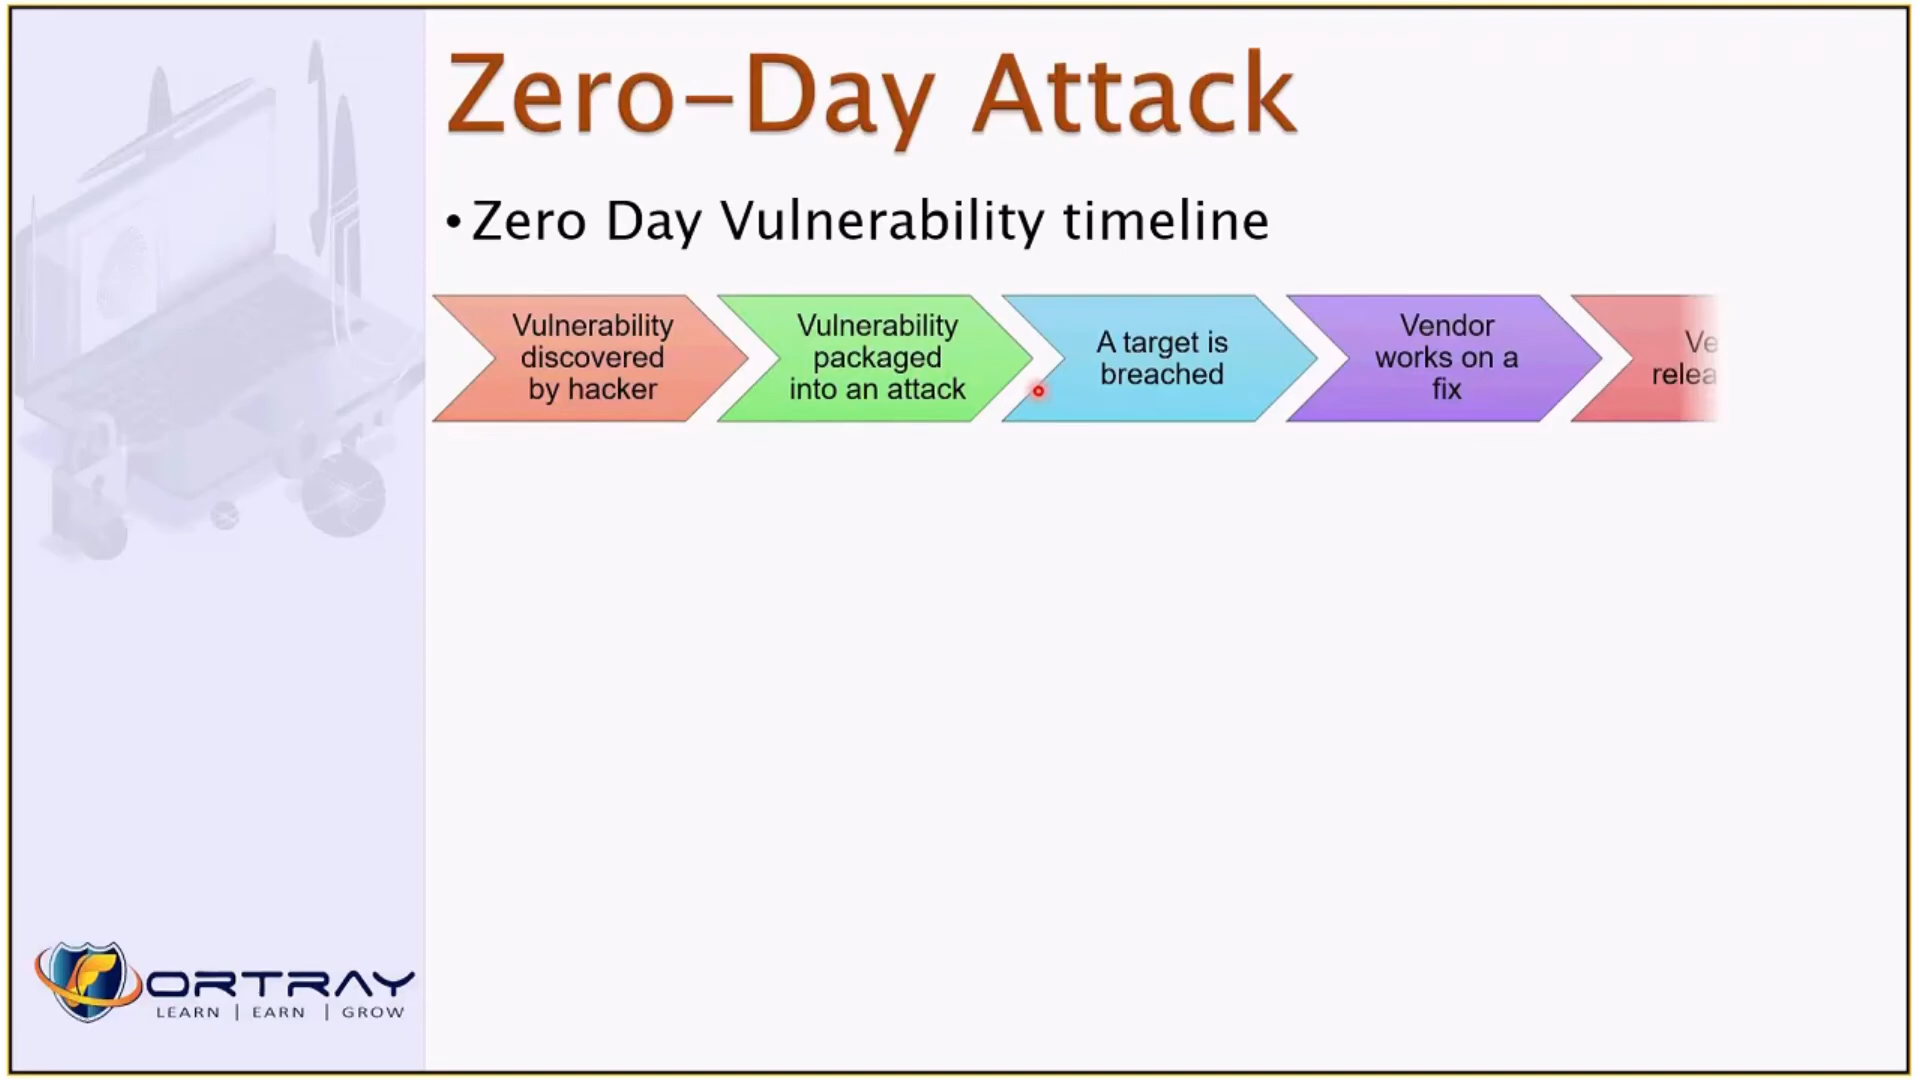 Zero-Day Attack
• Zero Day Vulnerability timeline
Vulnerability
discovered
by hacker
Vulnerability
packaged
into an attack
A target is
breached
Vendor
works on a
fix
ORTRAY
LEARN | EARN | GROW